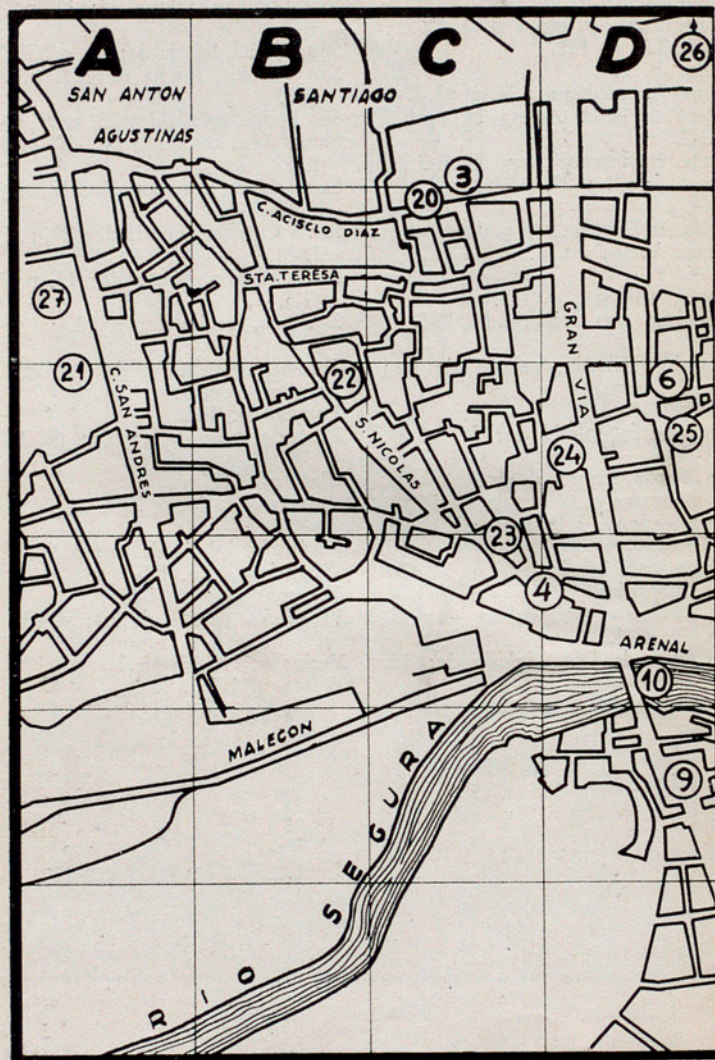 A B C D
26
SAN ANTON
SANTIAGO
AGUSTINAS
3
20
C. ACISCLO DIAZ
STA. TERESA
27
GRAN VIA
21
22
6
C. SAN ANDRES
S. NICOLAS
25
24
23
4
ARENAL
10
MALECON
9
RIO SEGURA